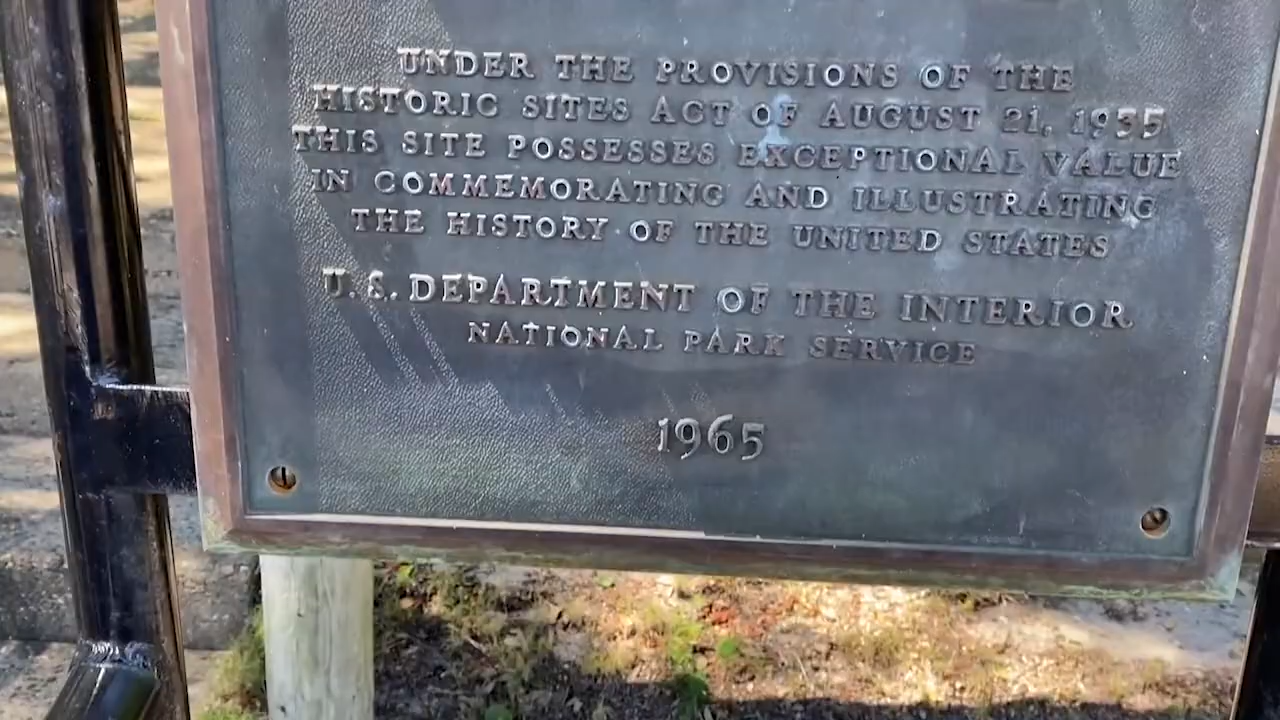 UNDER THE PROVISIONS OF THE
HISTORIC SITES ACT OF AUGUST 21, 1935
THIS SITE POSSESSES EXCEPTIONAL VALUE
IN COMMEMORATING AND ILLUSTRATING
THE HISTORY OF THE UNITED STATES
U.S. DEPARTMENT OF THE INTERIOR
NATIONAL PARK SERVICE
1965